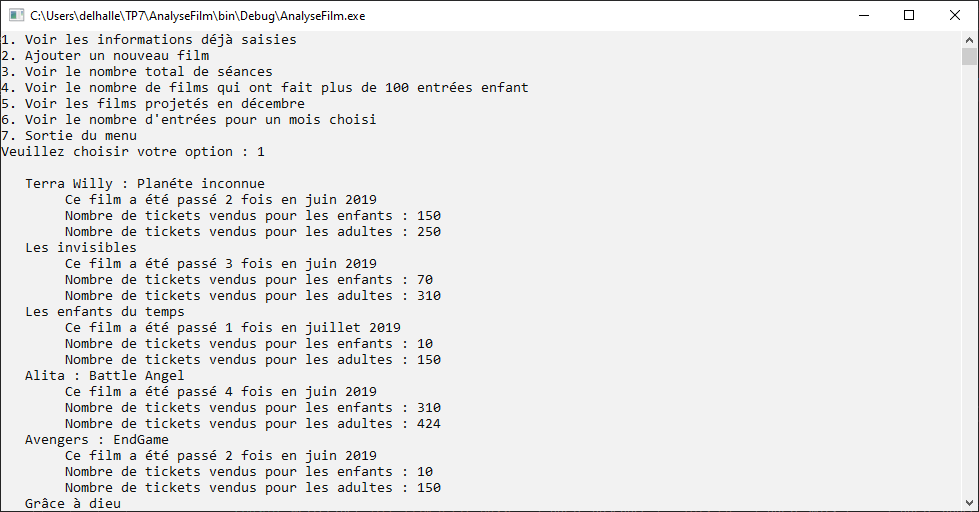 C:\Users\delhalle\TP7\AnalyseFilm\bin\Debug\AnalyseFilm.exe
1. Voir les informations déjà saisies
2. Ajouter un nouveau film
3. Voir le nombre total de séances
4. Voir le nombre de films qui ont fait plus de 100 entrées enfant
5. Voir les films projetés en décembre
6. Voir le nombre d'entrées pour un mois choisi
7. Sortie du menu
Veuillez choisir votre option : 1
Terra Willy : Planéte inconnue
Ce film a été passé 2 fois en juin 2019
Nombre de tickets vendus pour les enfants : 150
Nombre de tickets vendus pour les adultes : 250
Les invisibles
Ce film a été passé 3 fois en juin 2019
Nombre de tickets vendus pour les enfants : 70
Nombre de tickets vendus pour les adultes : 310
Les enfants du temps
Ce film a été passé 1 fois en juillet 2019
Nombre de tickets vendus pour les enfants : 10
Nombre de tickets vendus pour les adultes : 150
Alita : Battle Angel
Ce film a été passé 4 fois en juin 2019
Nombre de tickets vendus pour les enfants : 310
Nombre de tickets vendus pour les adultes : 424
Avengers : EndGame
Ce film a été passé 2 fois en juin 2019
Nombre de tickets vendus pour les enfants : 10
Nombre de tickets vendus pour les adultes : 150
Grâce à dieu